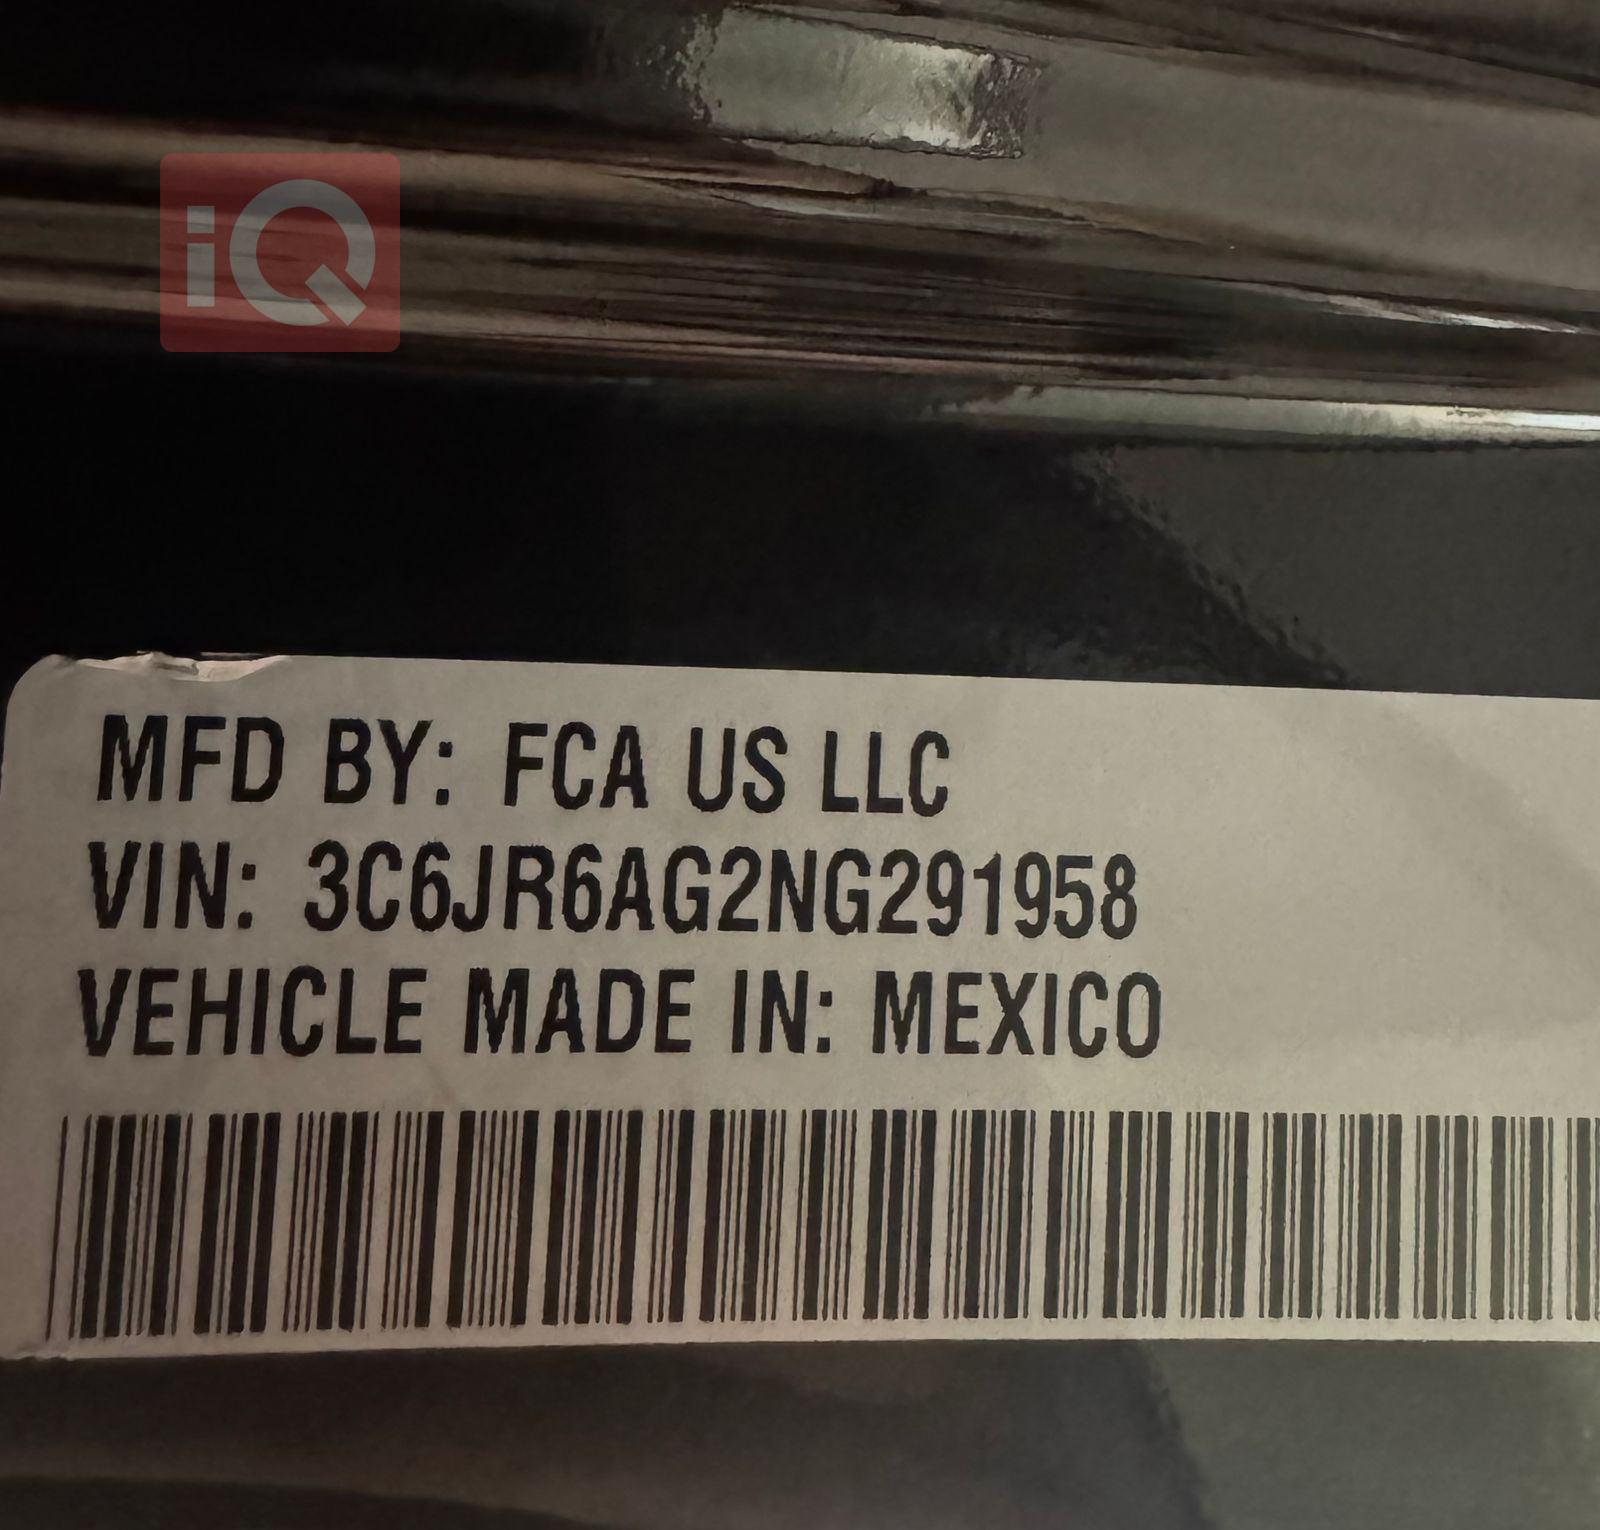 iQ
MFD BY: FCA US LLC
VIN: 3C6JR6AG2NG291958
VEHICLE MADE IN: MEXICO